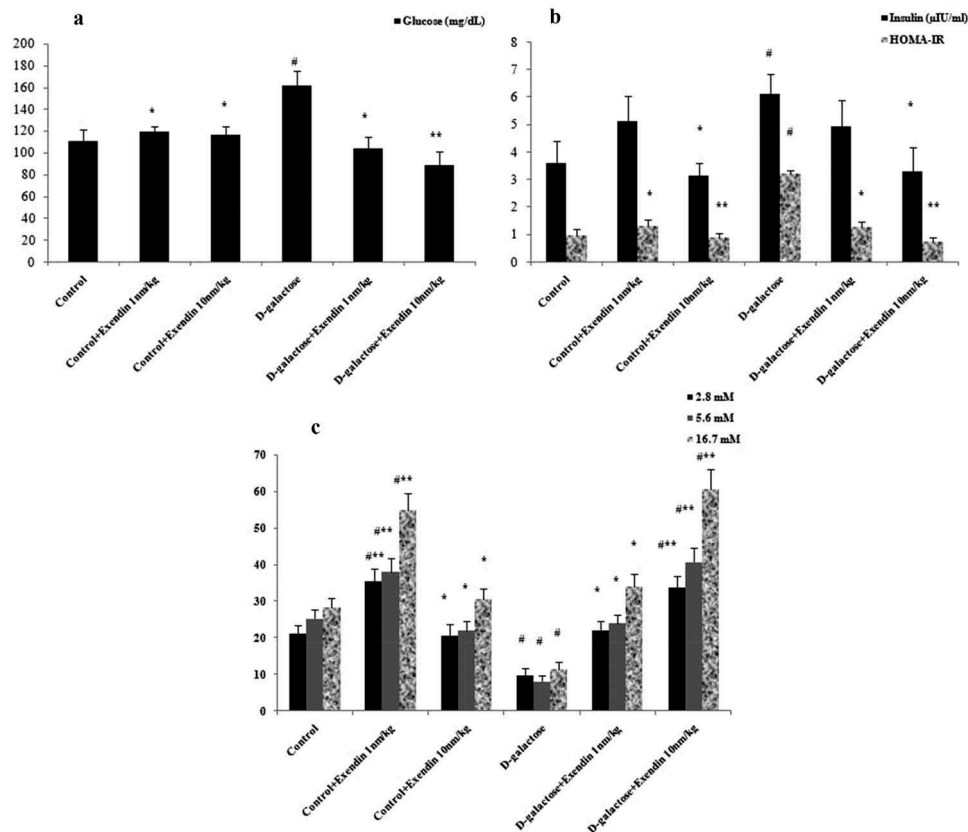 a
Glucose (mg/dL)
200
180
160
140
120
100
80
60
40
20
0
*
*
#
*
**
Control
Control+Exendin 1nm/kg
Control+Exendin 10nm/kg
D-galactose
D-galactose+Exendin 1nm/kg
D-galactose+Exendin 10nm/kg
b
Insulin (µIU/ml)
HOMA-IR
8
7
6
5
4
3
2
1
0
*
*
**
#
#
*
*
**
Control
Control+Exendin 1nm/kg
Control+Exendin 10nm/kg
D-galactose
D-galactose+Exendin 1nm/kg
D-galactose+Exendin 10nm/kg
c
2.8 mM
5.6 mM
16.7 mM
70
60
50
40
30
20
10
0
#**
#**
#**
*
*
*
#
#
#
*
*
*
#**
#**
#**
Control
Control+Exendin 1nm/kg
Control+Exendin 10nm/kg
D-galactose
D-galactose+Exendin 1nm/kg
D-galactose+Exendin 10nm/kg